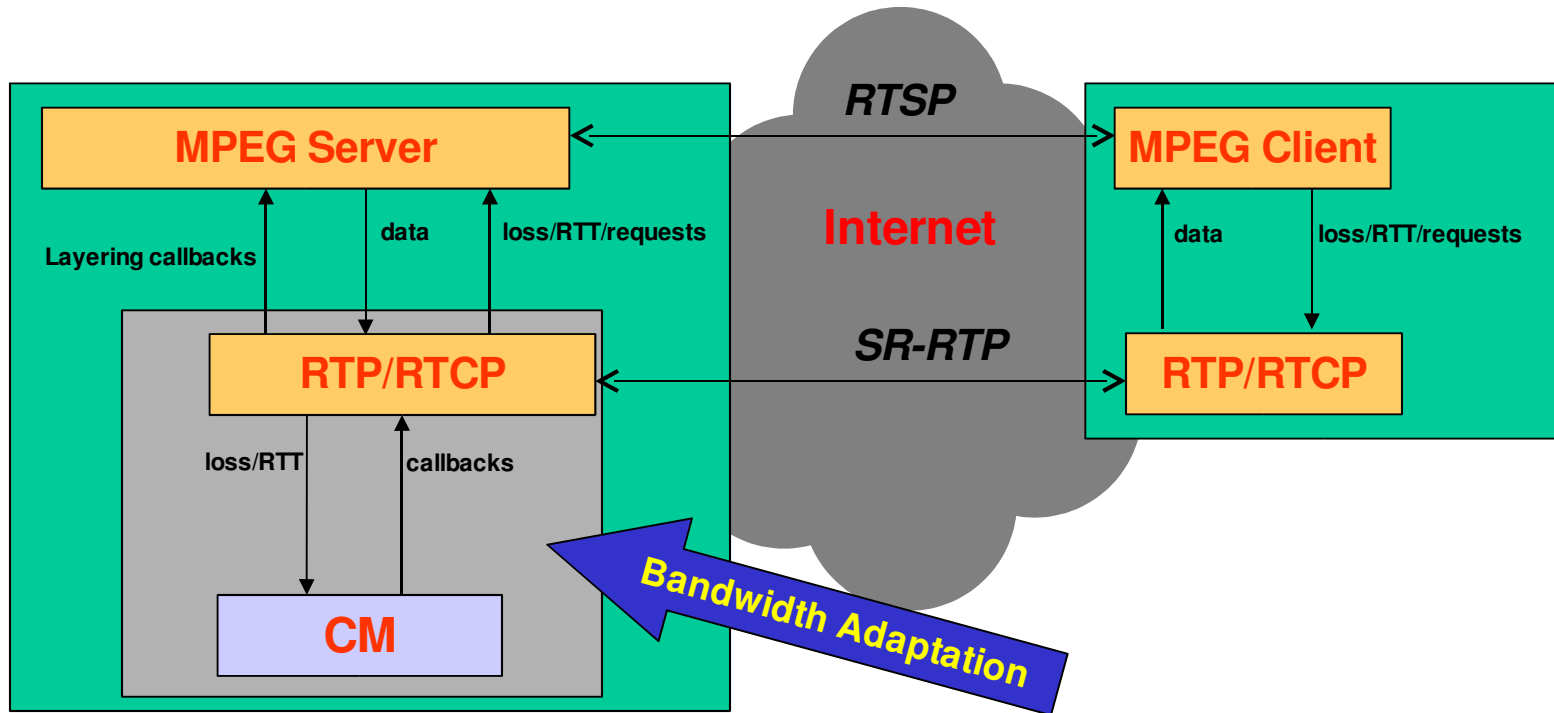 RTSP
MPEG Server
MPEG Client
Internet
Layering callbacks
data
loss/RTT/requests
data
loss/RTT/requests
SR-RTP
RTP/RTCP
RTP/RTCP
loss/RTT
callbacks
Bandwidth Adaptation
CM